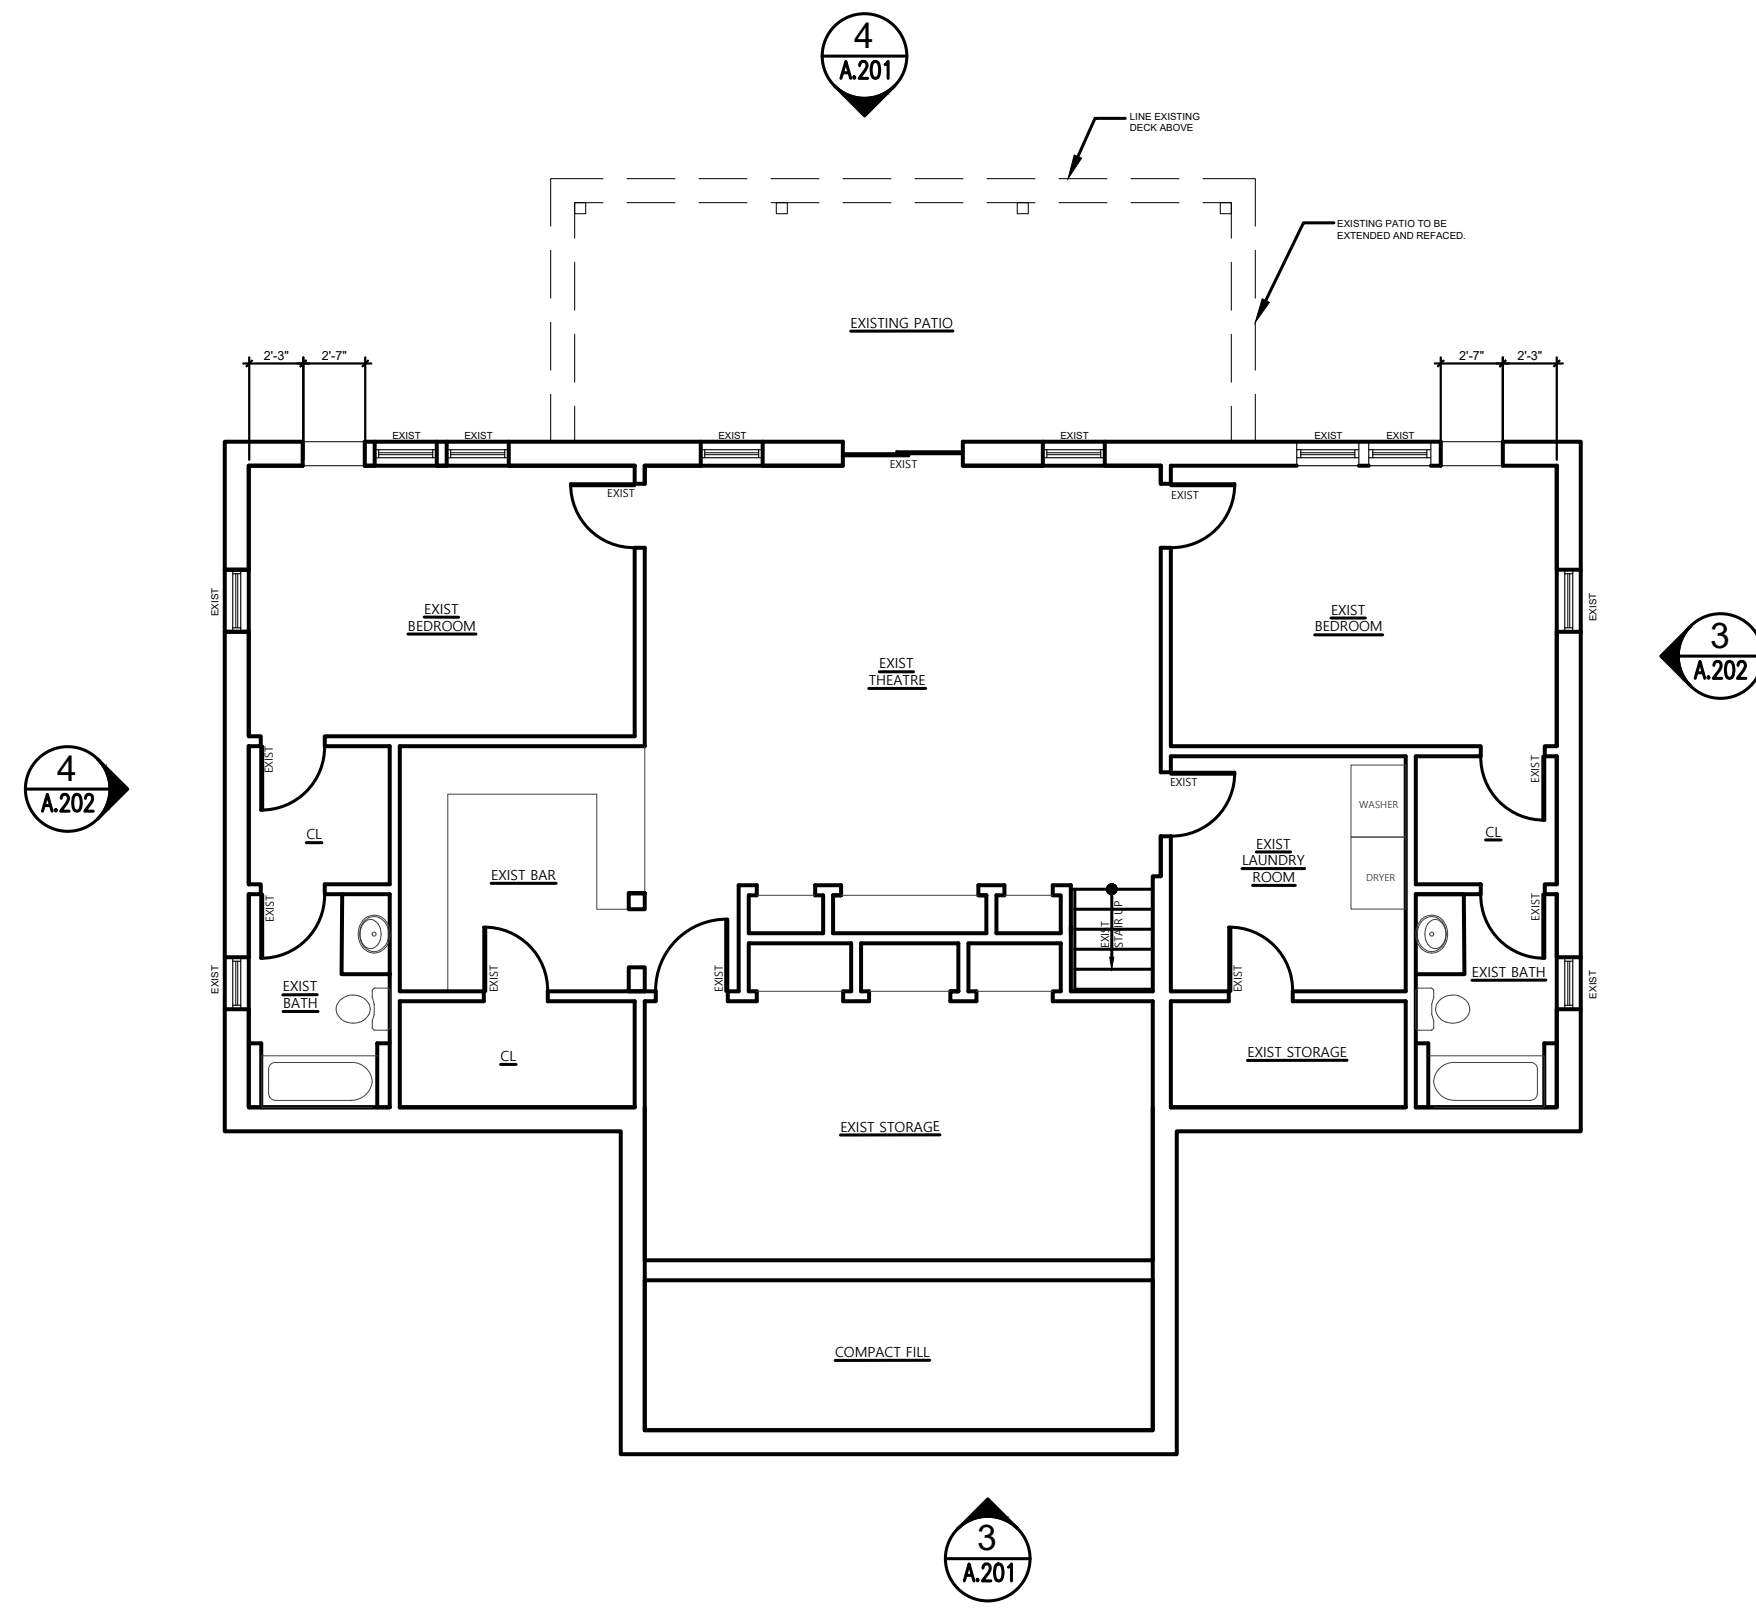 4
A.201
LINE EXISTING
DECK ABOVE
EXISTING PATIO TO BE
EXTENDED AND REFACED.
EXISTING PATIO
2'-3"
2'-7"
2'-7"
2'-3"
EXIST
EXIST
EXIST
EXIST
EXIST
EXIST
EXIST
EXIST
EXIST
EXIST
EXIST
EXIST
BEDROOM
EXIST
BEDROOM
EXIST
THEATRE
3
A.202
4
A.202
EXIST
EXIST
EXIST
WASHER
CL
CL
EXIST
LAUNDRY
ROOM
DRYER
EXIST BAR
EXIST
EXIST
EXIST
STAIR UP
EXIST
EXIST
EXIST
EXIST
EXIST
EXIST
BATH
EXIST BATH
CL
EXIST STORAGE
EXIST STORAGE
COMPACT FILL
3
A.201